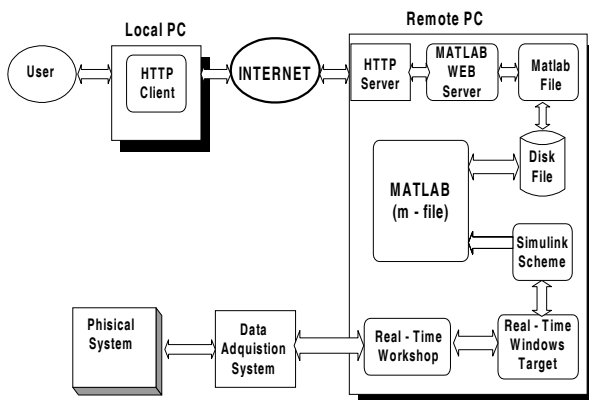 Local PC
Remote PC
User
HTTP
Client
INTERNET
HTTP
Server
MATLAB
WEB
Server
Matlab
File
Disk
File
MATLAB
(m - file)
Simulink
Scheme
Phisical
System
Data
Adquistion
System
Real - Time
Workshop
Real - Time
Windows
Target